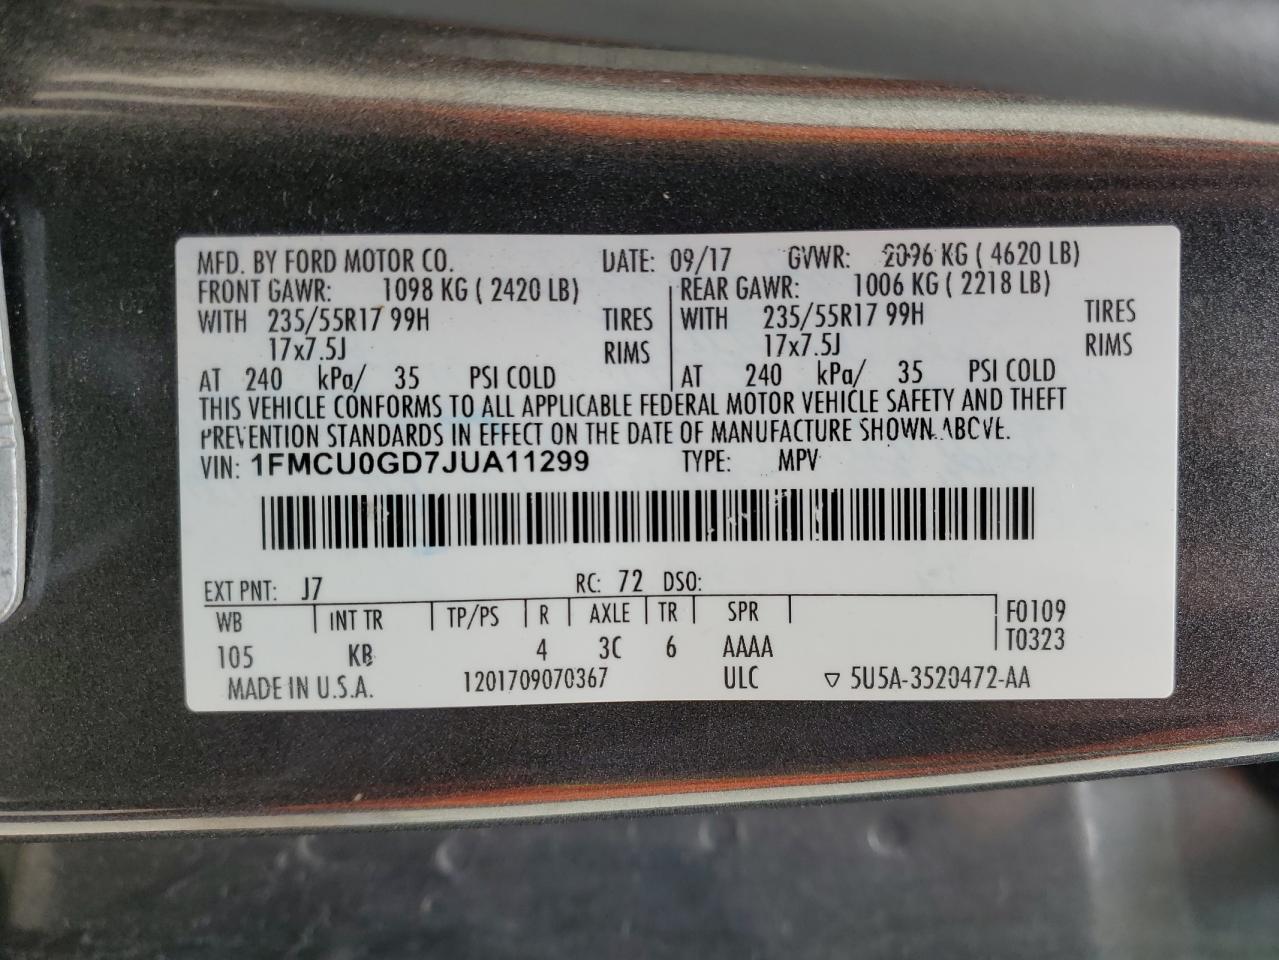 MFD. BY FORD MOTOR CO. DATE: 09/17 GVWR: 2096 KG ( 4620 LB)
FRONT GAWR: 1098 KG ( 2420 LB) REAR GAWR: 1006 KG ( 2218 LB)
WITH 235/55R17 99H TIRES WITH 235/55R17 99H TIRES
17x7.5J RIMS 17x7.5J RIMS
AT 240 kPa/ 35 PSI COLD AT 240 kPa/ 35 PSI COLD
THIS VEHICLE CONFORMS TO ALL APPLICABLE FEDERAL MOTOR VEHICLE SAFETY AND THEFT
PREVENTION STANDARDS IN EFFECT ON THE DATE OF MANUFACTURE SHOWN ABOVE.
VIN: 1FMCU0GD7JUA11299 TYPE: MPV
EXT PNT: J7 RC: 72 DSO:
WB INT TR TP/PS R AXLE TR SPR F0109
105 KB 4 3C 6 AAAA T0323
MADE IN U.S.A. 1201709070367 ULC ▽ 5U5A-3520472-AA